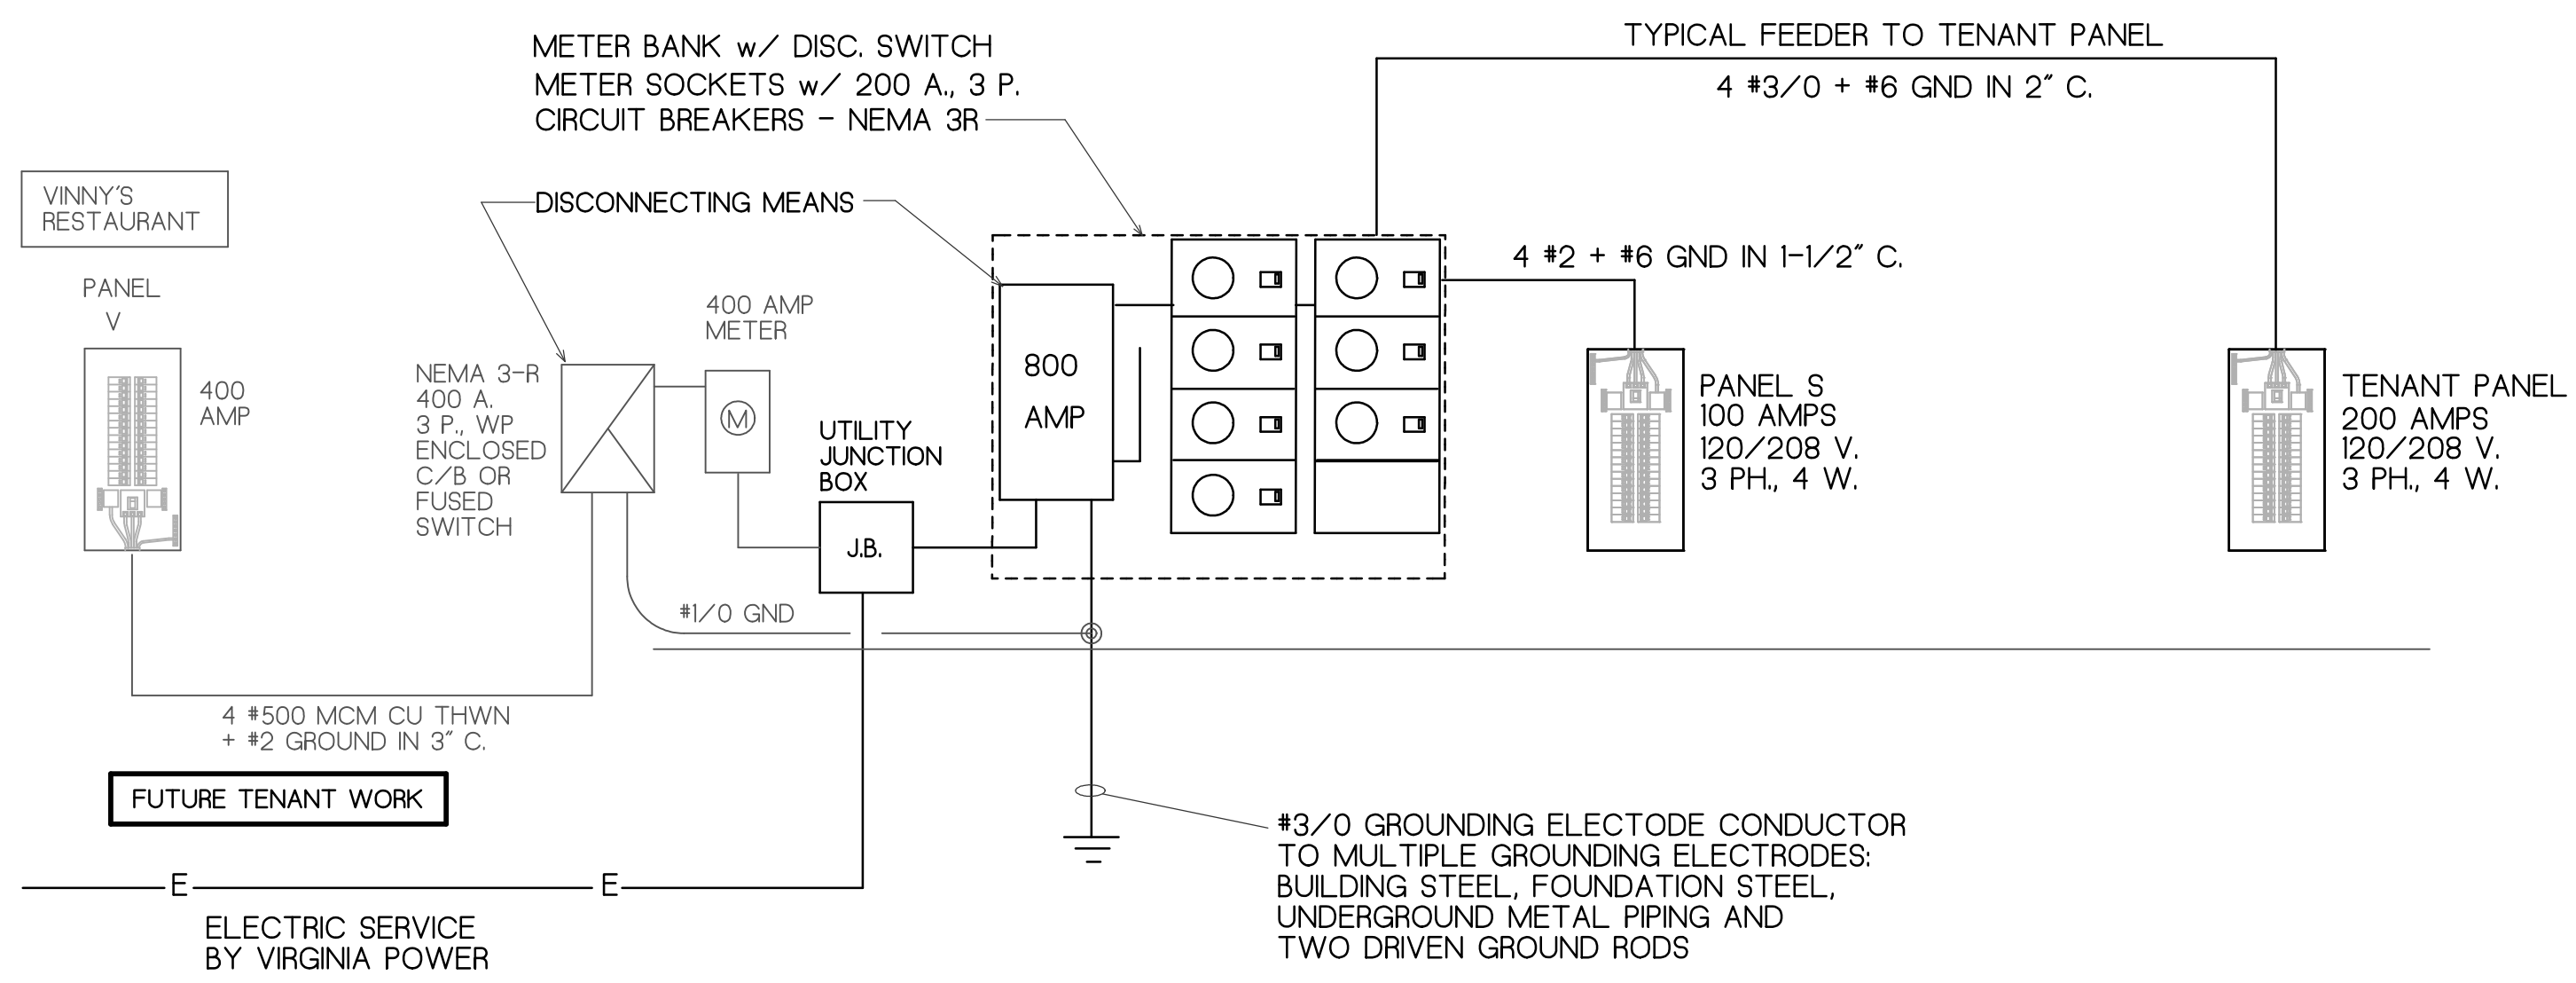 METER BANK w/ DISC. SWITCH
METER SOCKETS w/ 200 A., 3 P.
CIRCUIT BREAKERS - NEMA 3R
TYPICAL FEEDER TO TENANT PANEL
4 #3/0 + #6 GND IN 2" C.
VINNY'S
RESTAURANT
DISCONNECTING MEANS
4 #2 + #6 GND IN 1-1/2" C.
PANEL
V
400
AMP
NEMA 3-R
400 A.
3 P., WP
ENCLOSED
C/B OR
FUSED
SWITCH
400 AMP
METER
M
UTILITY
JUNCTION
BOX
J.B.
800
AMP
PANEL S
100 AMPS
120/208 V.
3 PH., 4 W.
TENANT PANEL
200 AMPS
120/208 V.
3 PH., 4 W.
#1/0 GND
4 #500 MCM CU THWN
+ #2 GROUND IN 3" C.
FUTURE TENANT WORK
E
E
ELECTRIC SERVICE
BY VIRGINIA POWER
#3/0 GROUNDING ELECTODE CONDUCTOR
TO MULTIPLE GROUNDING ELECTRODES:
BUILDING STEEL, FOUNDATION STEEL,
UNDERGROUND METAL PIPING AND
TWO DRIVEN GROUND RODS